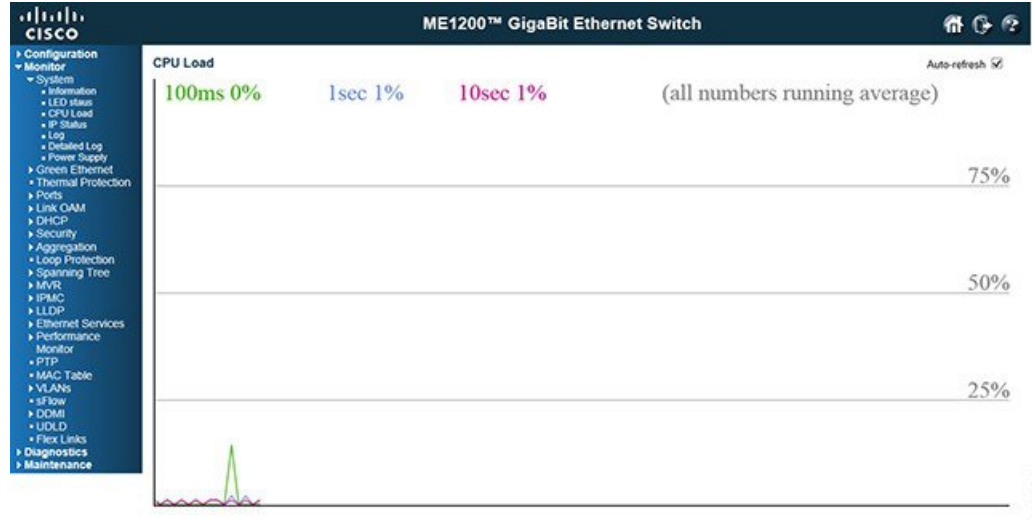 CISCO
ME1200™ GigaBit Ethernet Switch
Configuration
Monitor
System
Information
LED staus
CPU Load
IP Status
Log
Detailed Log
Power Supply
Green Ethernet
Thermal Protection
Ports
Link OAM
DHCP
Security
Aggregation
Loop Protection
Spanning Tree
MVR
IPMC
LLDP
Ethernet Services
Performance
Monitor
PTP
MAC Table
VLANs
sFlow
DDMI
UDLD
Flex Links
Diagnostics
Maintenance
CPU Load
Auto-refresh
100ms 0% 1sec 1% 10sec 1% (all numbers running average)
75%
50%
25%